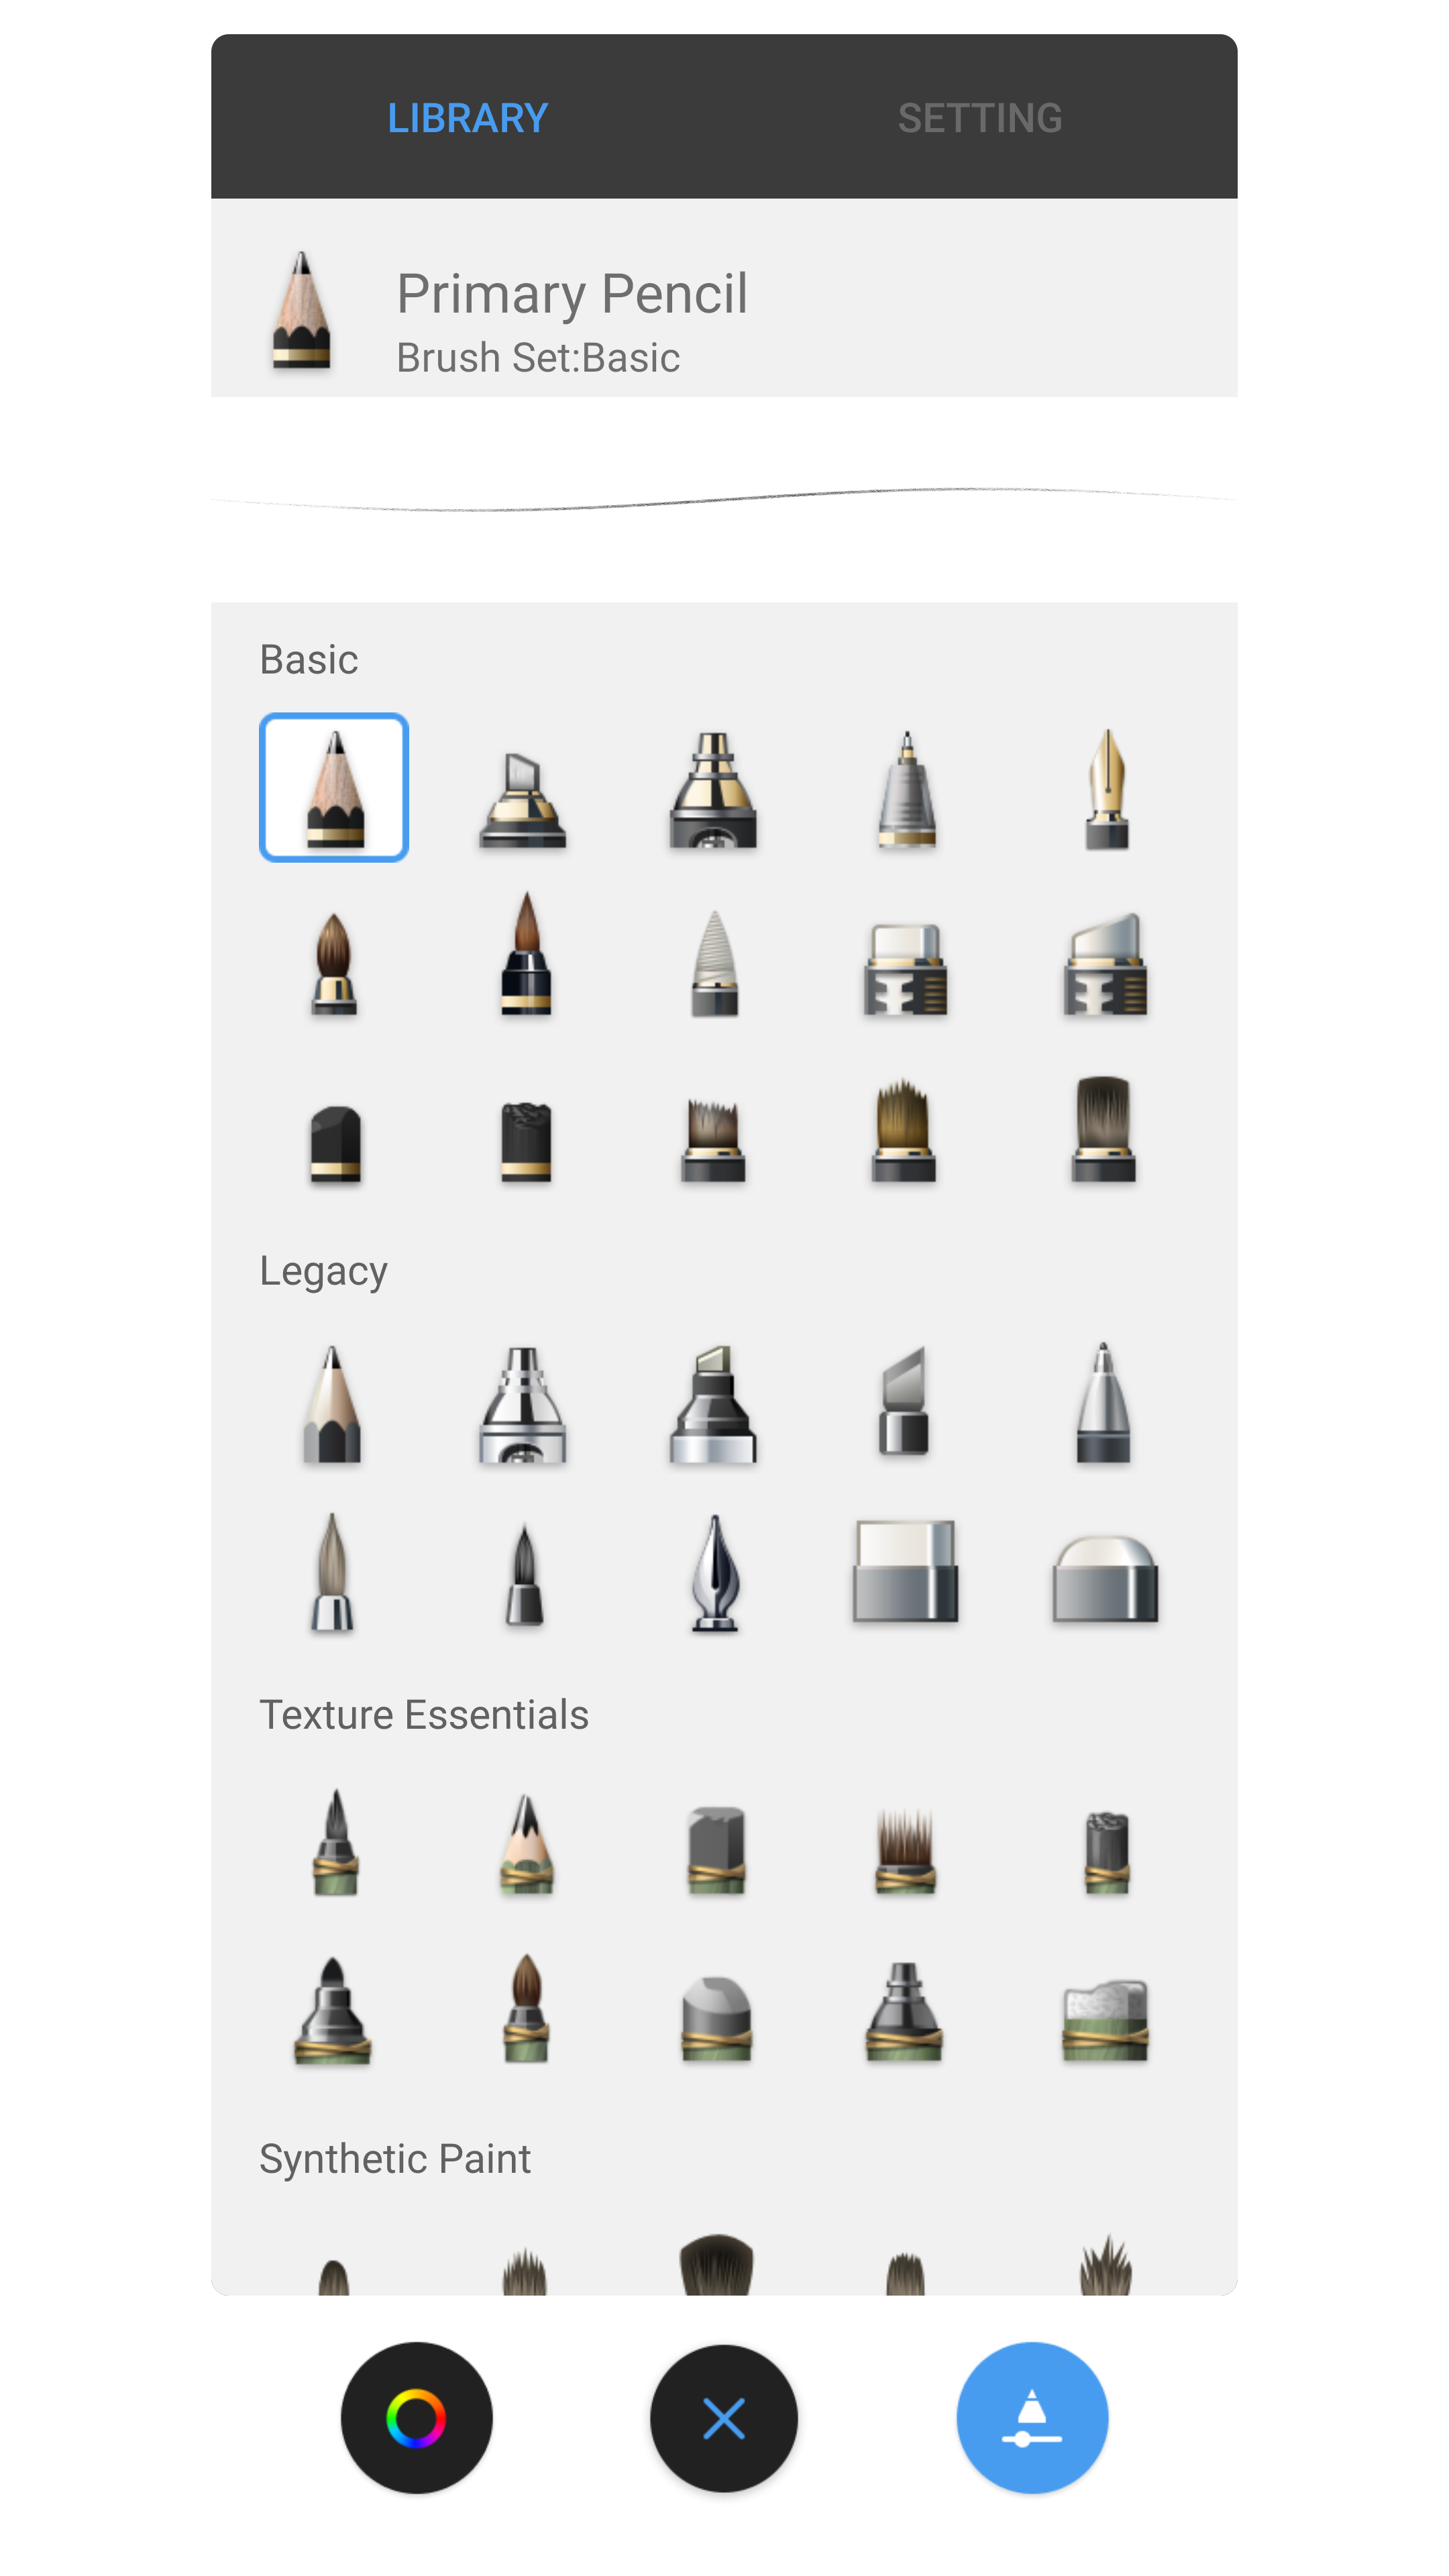 LIBRARY
SETTING
Primary Pencil
Brush Set:Basic
Basic
Legacy
Texture Essentials
Synthetic Paint